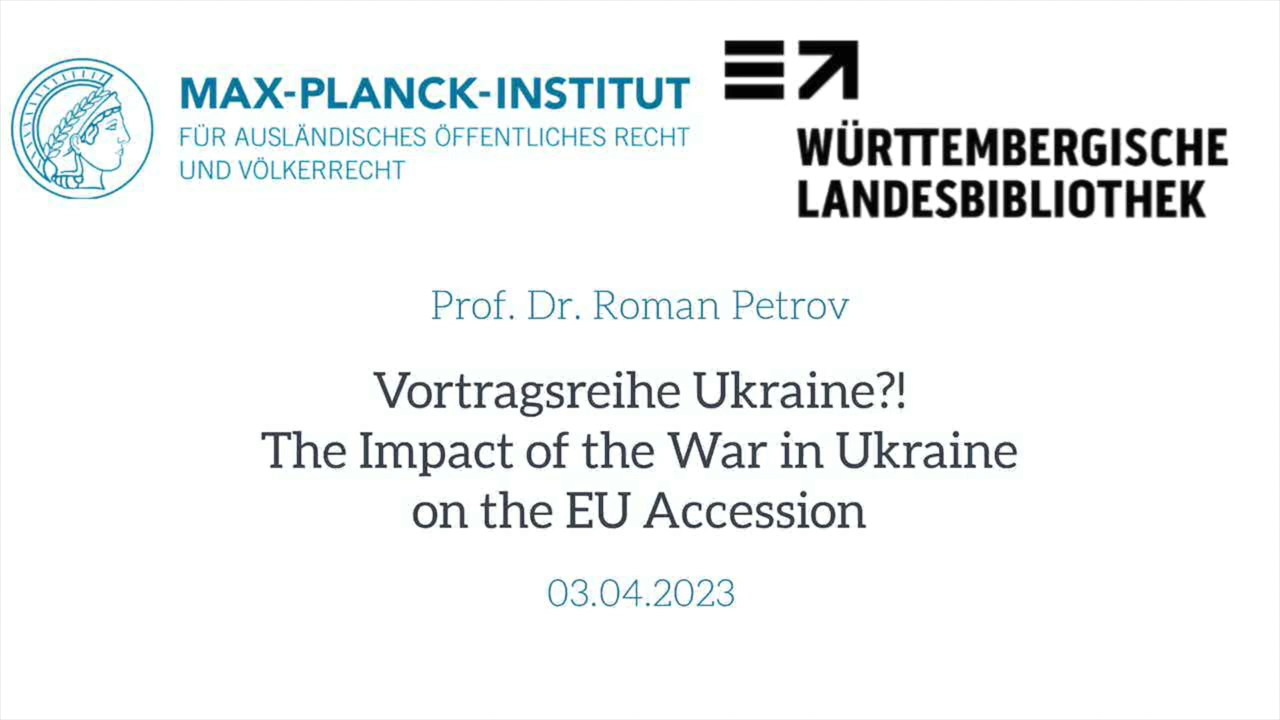 MAX-PLANCK-INSTITUT
FÜR AUSLÄNDISCHES ÖFFENTLICHES RECHT
UND VÖLKERRECHT
WÜRTTEMBERGISCHE
LANDESBIBLIOTHEK
Prof. Dr. Roman Petrov
Vortragsreihe Ukraine?!
The Impact of the War in Ukraine
on the EU Accession
03.04.2023